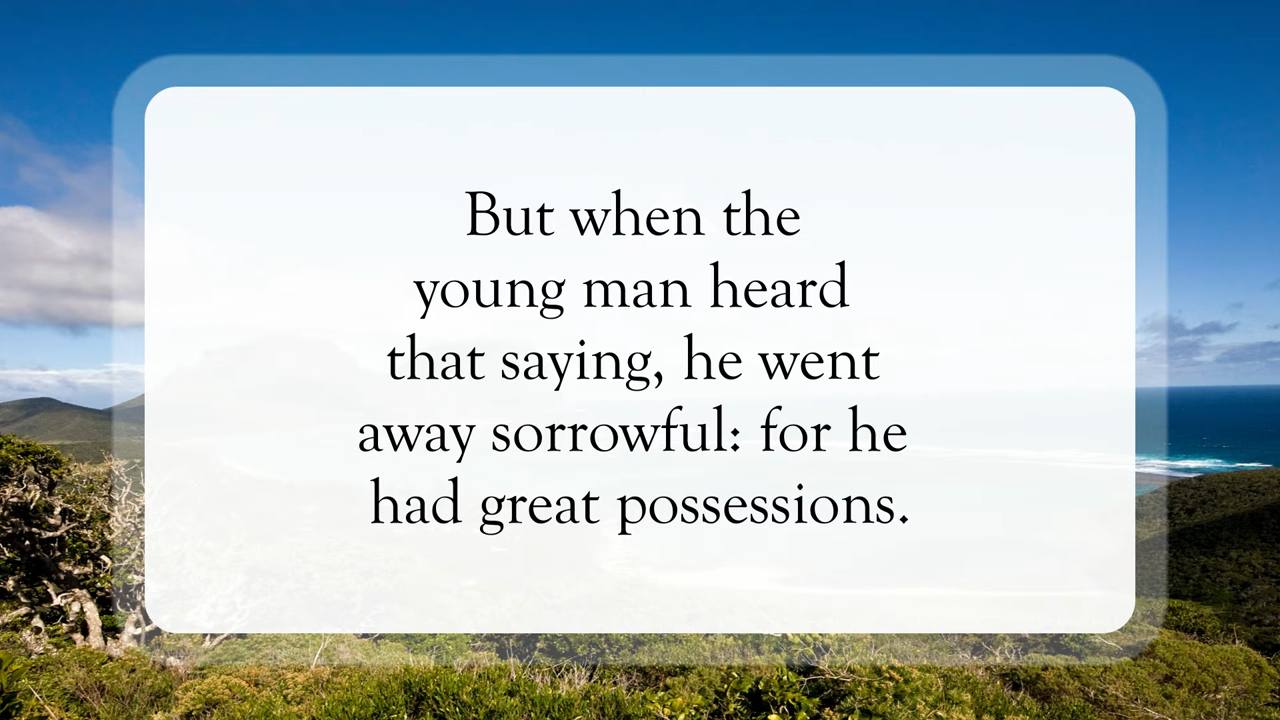 But when the
young man heard
that saying, he went
away sorrowful: for he
had great possessions.